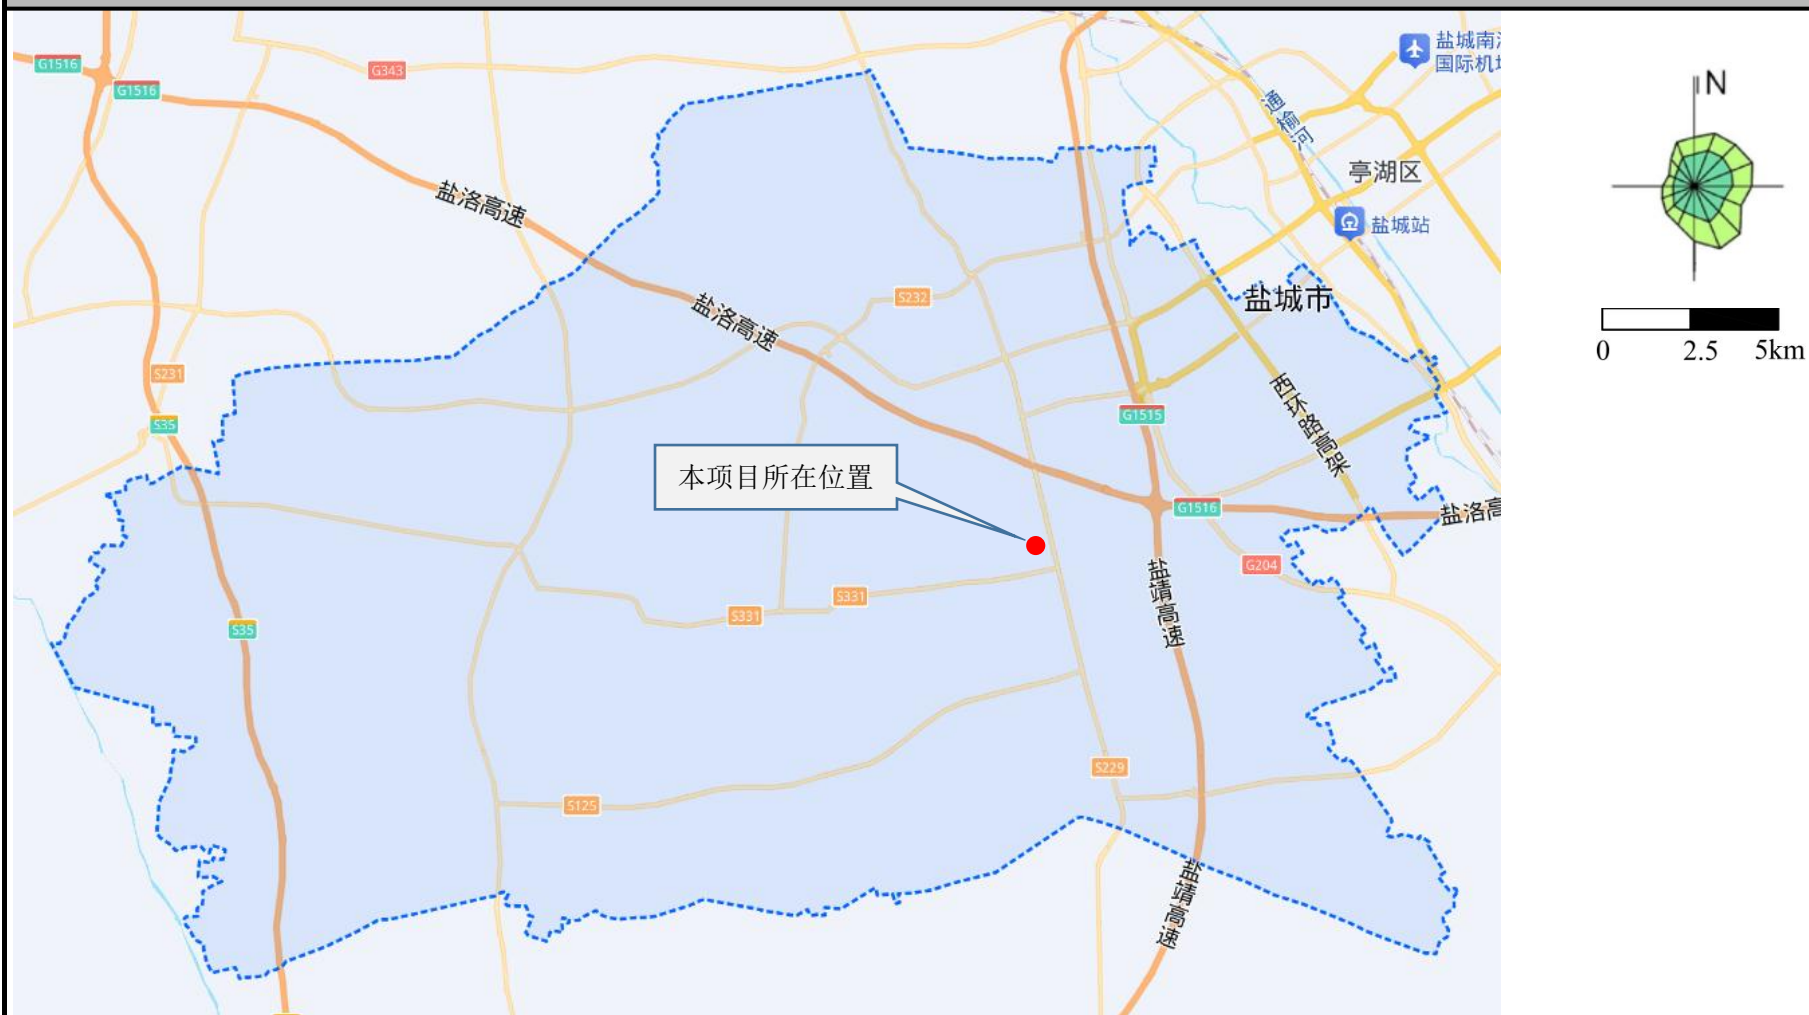 盐城南
国际机
G1516
G343
G1516
N
通榆河
亭湖区
盐洛高速
盐城站
S232
盐城市
盐洛高速
0 2.5 5km
S231
西环路高架
G1515
S35
本项目所在位置
G1516
盐洛高
G204
盐靖高速
S331
S331
S35
S229
S125
盐靖高速